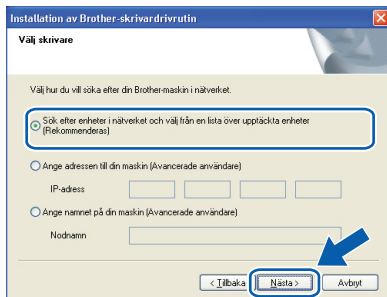 Installation av Brother-skrivardrivrutin
Välj skrivare
Välj hur du vill söka efter din Brother-maskin i nätverket.
Sök efter enheter i nätverket och välj från en lista över upptäckta enheter
(Rekommenderas)
Ange adressen till din maskin (Avancerade användare)
IP-adress
Ange namnet på din maskin (Avancerade användare)
Nodnamn
< Tillbaka Nästa > Avbryt